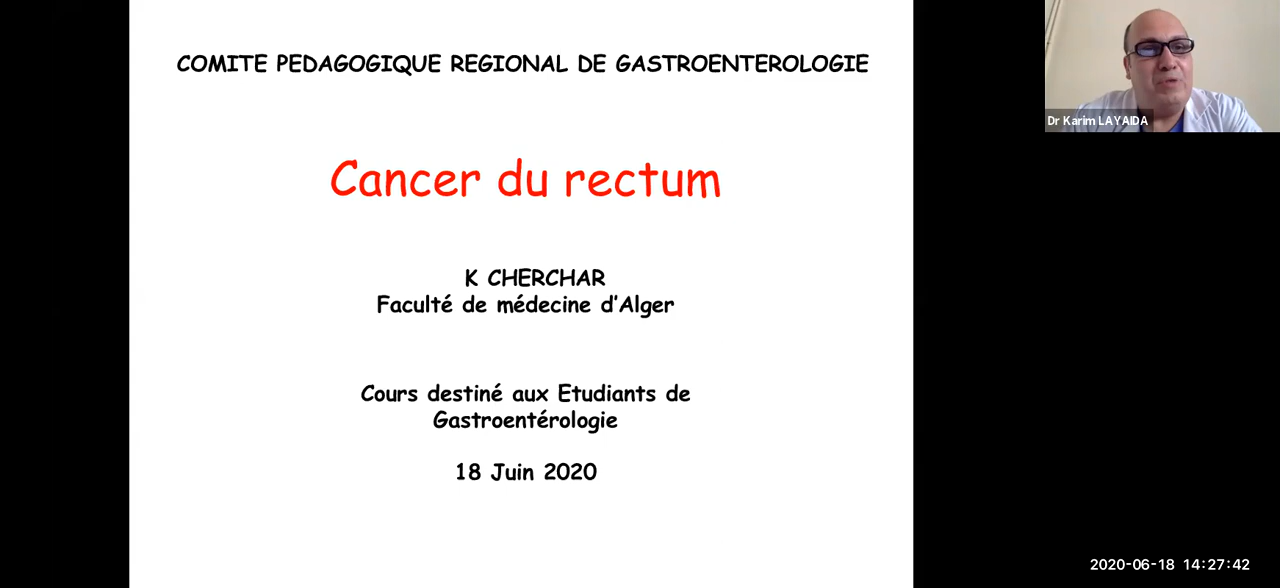 COMITE PEDAGOGIQUE REGIONAL DE GASTROENTEROLOGIE
Cancer du rectum
K CHERCHAR
Faculté de médecine d'Alger
Cours destiné aux Etudiants de
Gastroentérologie
18 Juin 2020
Dr Karim LAYAIDA
2020-06-18 14:27:42